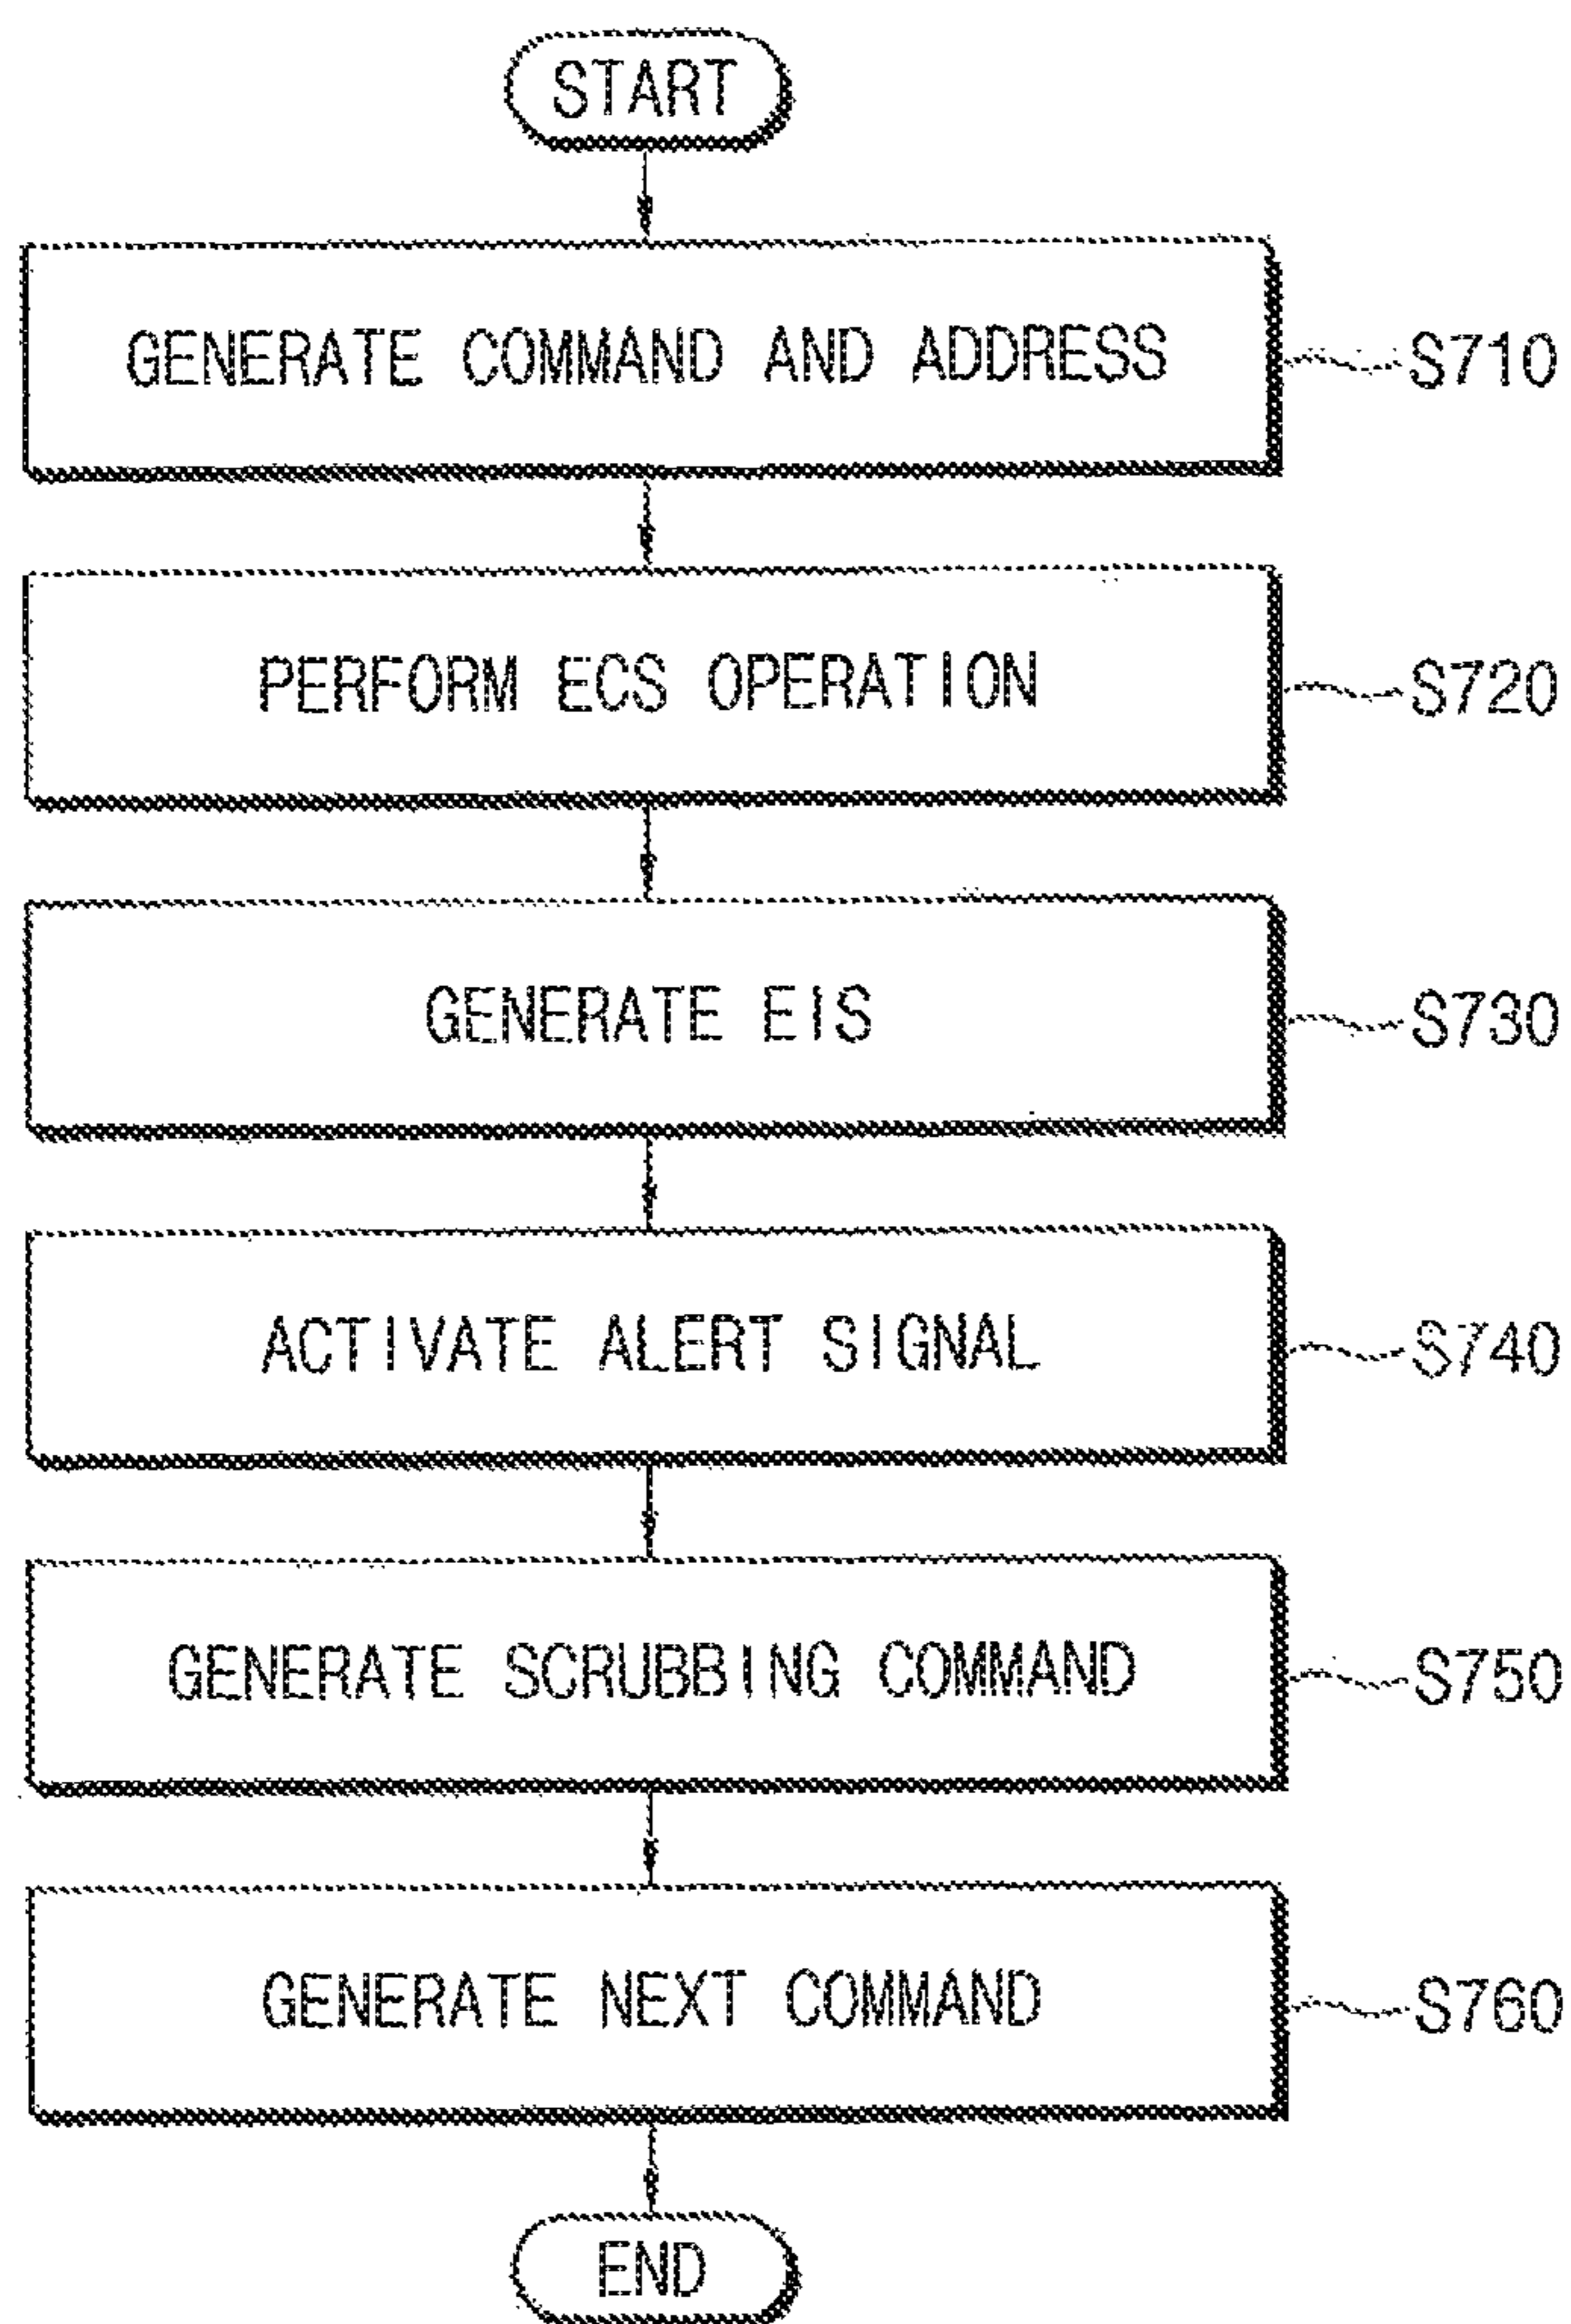 START
GENERATE COMMAND AND ADDRESS
S710
PERFORM ECS OPERATION
S720
GENERATE EIS
S730
ACTIVATE ALERT SIGNAL
S740
GENERATE SCRUBBING COMMAND
S750
GENERATE NEXT COMMAND
S760
END